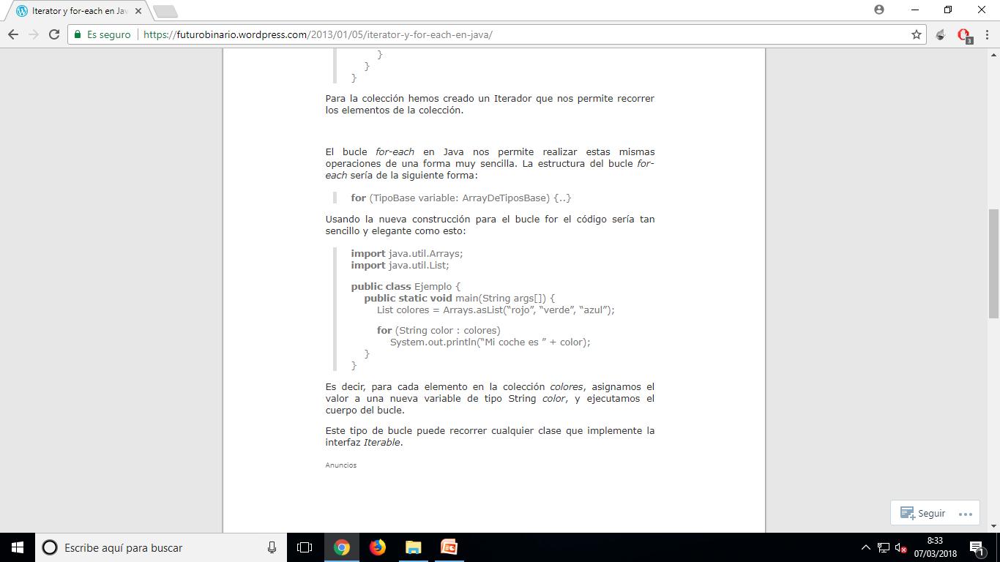 Iterator y for-each en Jav
Es seguro
https://futurobinario.wordpress.com/2013/01/05/iterator-y-for-each-en-java/
3
}
}
}
Para la colección hemos creado un Iterador que nos permite recorrer
los elementos de la colección.
El bucle for-each en Java nos permite realizar estas mismas
operaciones de una forma muy sencilla. La estructura del bucle for-
each sería de la siguiente forma:
for (TipoBase variable: ArrayDeTiposBase) {..}
Usando la nueva construcción para el bucle for el código sería tan
sencillo y elegante como esto:
import java.util.Arrays;
import java.util.List;
public class Ejemplo {
public static void main(String args[]) {
List colores = Arrays.asList(“rojo”, “verde”, “azul”);
for (String color : colores)
System.out.println(“Mi coche es ” + color);
}
}
Es decir, para cada elemento en la colección colores, asignamos el
valor a una nueva variable de tipo String color, y ejecutamos el
cuerpo del bucle.
Este tipo de bucle puede recorrer cualquier clase que implemente la
interfaz Iterable.
Anuncios
Seguir
Escribe aquí para buscar
8:33
07/03/2018
1